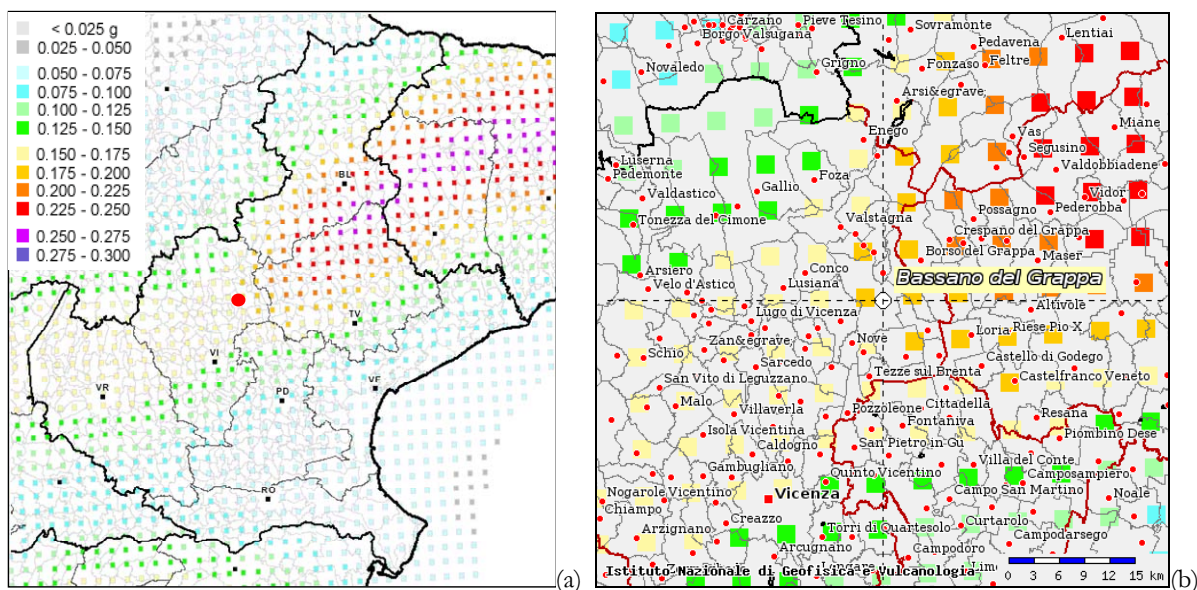 < 0.025 g
0.025 - 0.050
0.050 - 0.075
0.075 - 0.100
0.100 - 0.125
0.125 - 0.150
0.150 - 0.175
0.175 - 0.200
0.200 - 0.225
0.225 - 0.250
0.250 - 0.275
0.275 - 0.300
BL
TV
VI
VR
PD
VE
RO
(a)
Carzano
Pieve Tesino
Sovramonte
Lentiai
Borgo Valsugana
Pedavena
Novaledo
Grigno
Fonzaso
Feltre
Arsi&egrave;
Miane
Enego
Vas
Segusino
Luserna
Valdobbiadene
Pedemonte
Foza
Gallio
Valdastico
Vidor
Pederobba
Tonezza del Cimone
Valstagna
Possagno
Crespano del Grappa
Borso del Grappa
Maser
Arsiero
Conco
Bassano del Grappa
Velo d'Astico
Lusiana
Altivole
Lugo di Vicenza
Loria
Riese Pio X
Zan&egrave;
Nove
Schio
Sarcedo
Castello di Godego
Tezze sul Brenta
San Vito di Leguzzano
Castelfranco Veneto
Malo
Villaverla
Pozzoleone
Cittadella
Resana
Isola Vicentina
Fontaniva
Piombino Dese
Caldogno
San Pietro in Gu
Villa del Conte
Gambugliano
Quinto Vicentino
Camposampiero
Nogarole Vicentino
Vicenza
Campo San Martino
Noale
Chiampo
Creazzo
Curtarolo
Arzignano
Torri di Quartesolo
Campodarsego
Arcugnano
Campodoro
Istituto Nazionale di Geofisica e Vulcanologia
0 3 6 9 12 15 km
(b)